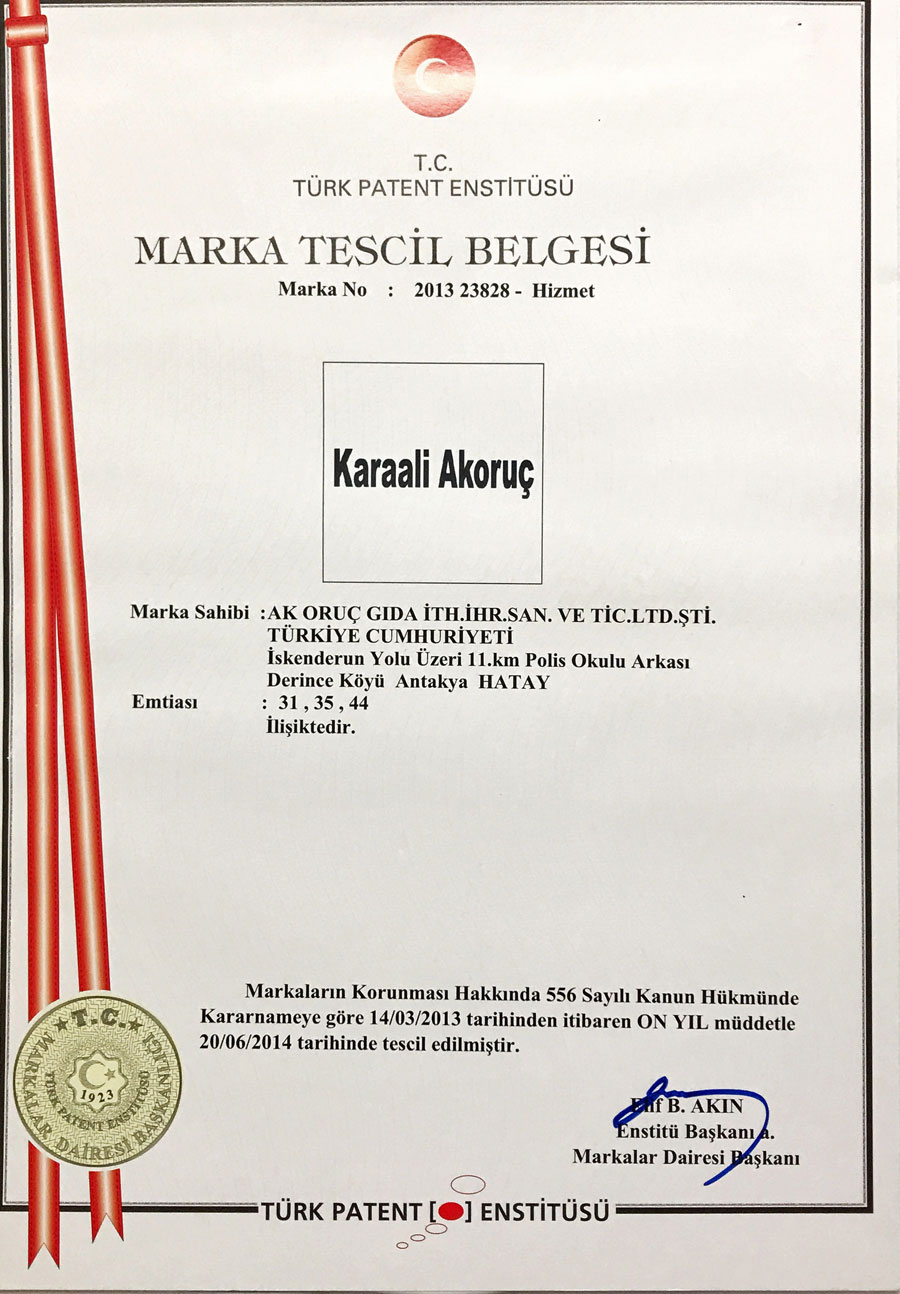 T.C.
TÜRK PATENT ENSTİTÜSÜ
MARKA TESCİL BELGESİ
Marka No : 2013 23828 - Hizmet
Karaali Akoruç
Marka Sahibi :AK ORUÇ GIDA İTH.İHR.SAN. VE TİC.LTD.ŞTİ.
TÜRKİYE CUMHURİYETİ
İskenderun Yolu Üzeri 11.km Polis Okulu Arkası
Derince Köyü Antakya HATAY
Emtiası : 31 , 35 , 44
İlişiktedir.
Markaların Korunması Hakkında 556 Sayılı Kanun Hükmünde
Kararnameye göre 14/03/2013 tarihinden itibaren ON YIL müddetle
20/06/2014 tarihinde tescil edilmiştir.
★T.C.★
MARKALAR DAİRESİ BAŞKANLIĞI
TÜRK PATENT ENSTİTÜSÜ
1923
Elif B. AKIN
Enstitü Başkanı a.
Markalar Dairesi Başkanı
TÜRK PATENT [ ] ENSTİTÜSÜ